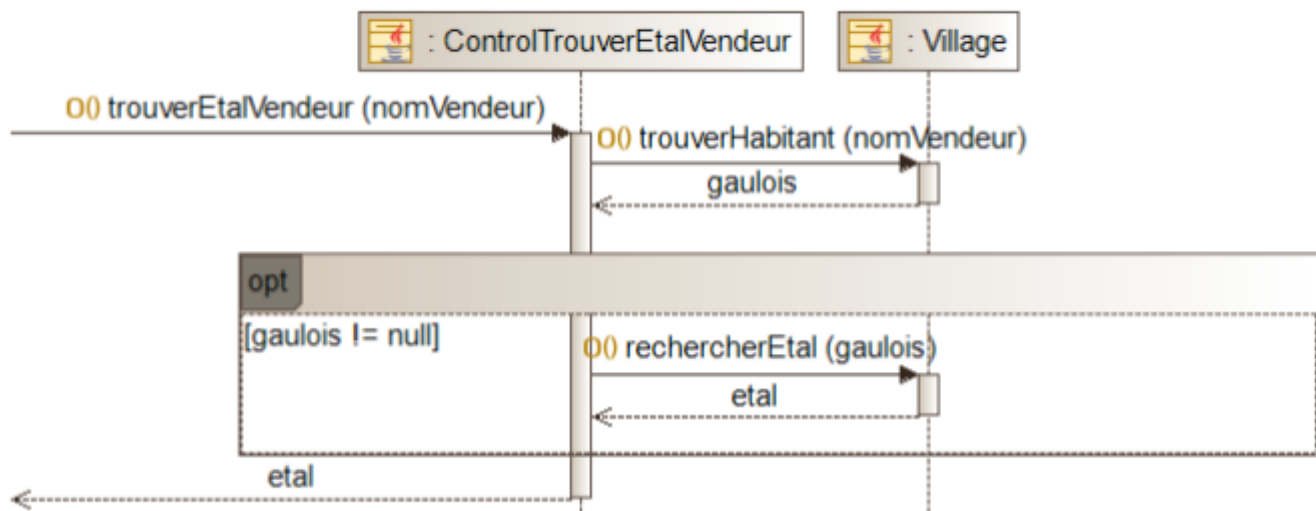 : ControlTrouverEtalVendeur
: Village
O() trouverEtalVendeur (nomVendeur)
O() trouverHabitant (nomVendeur)
gaulois
opt
[gaulois != null]
O() rechercherEtal (gaulois)
etal
etal